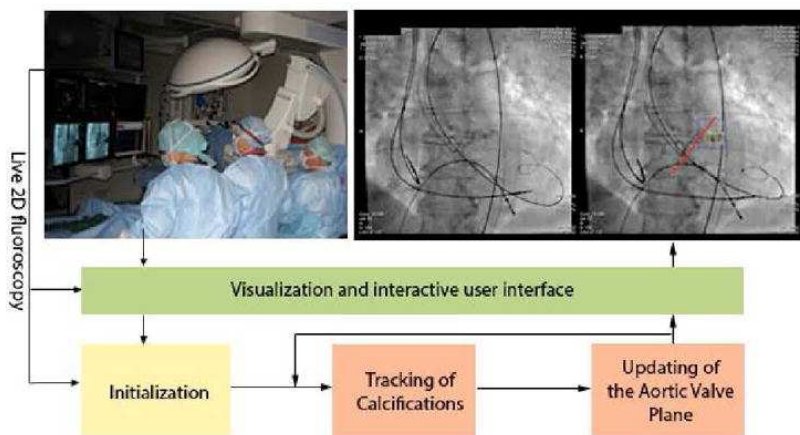 Live 2D fluoroscopy
Visualization and interactive user interface
Initialization
Tracking of
Calcifications
Updating of
the Aortic Valve
Plane